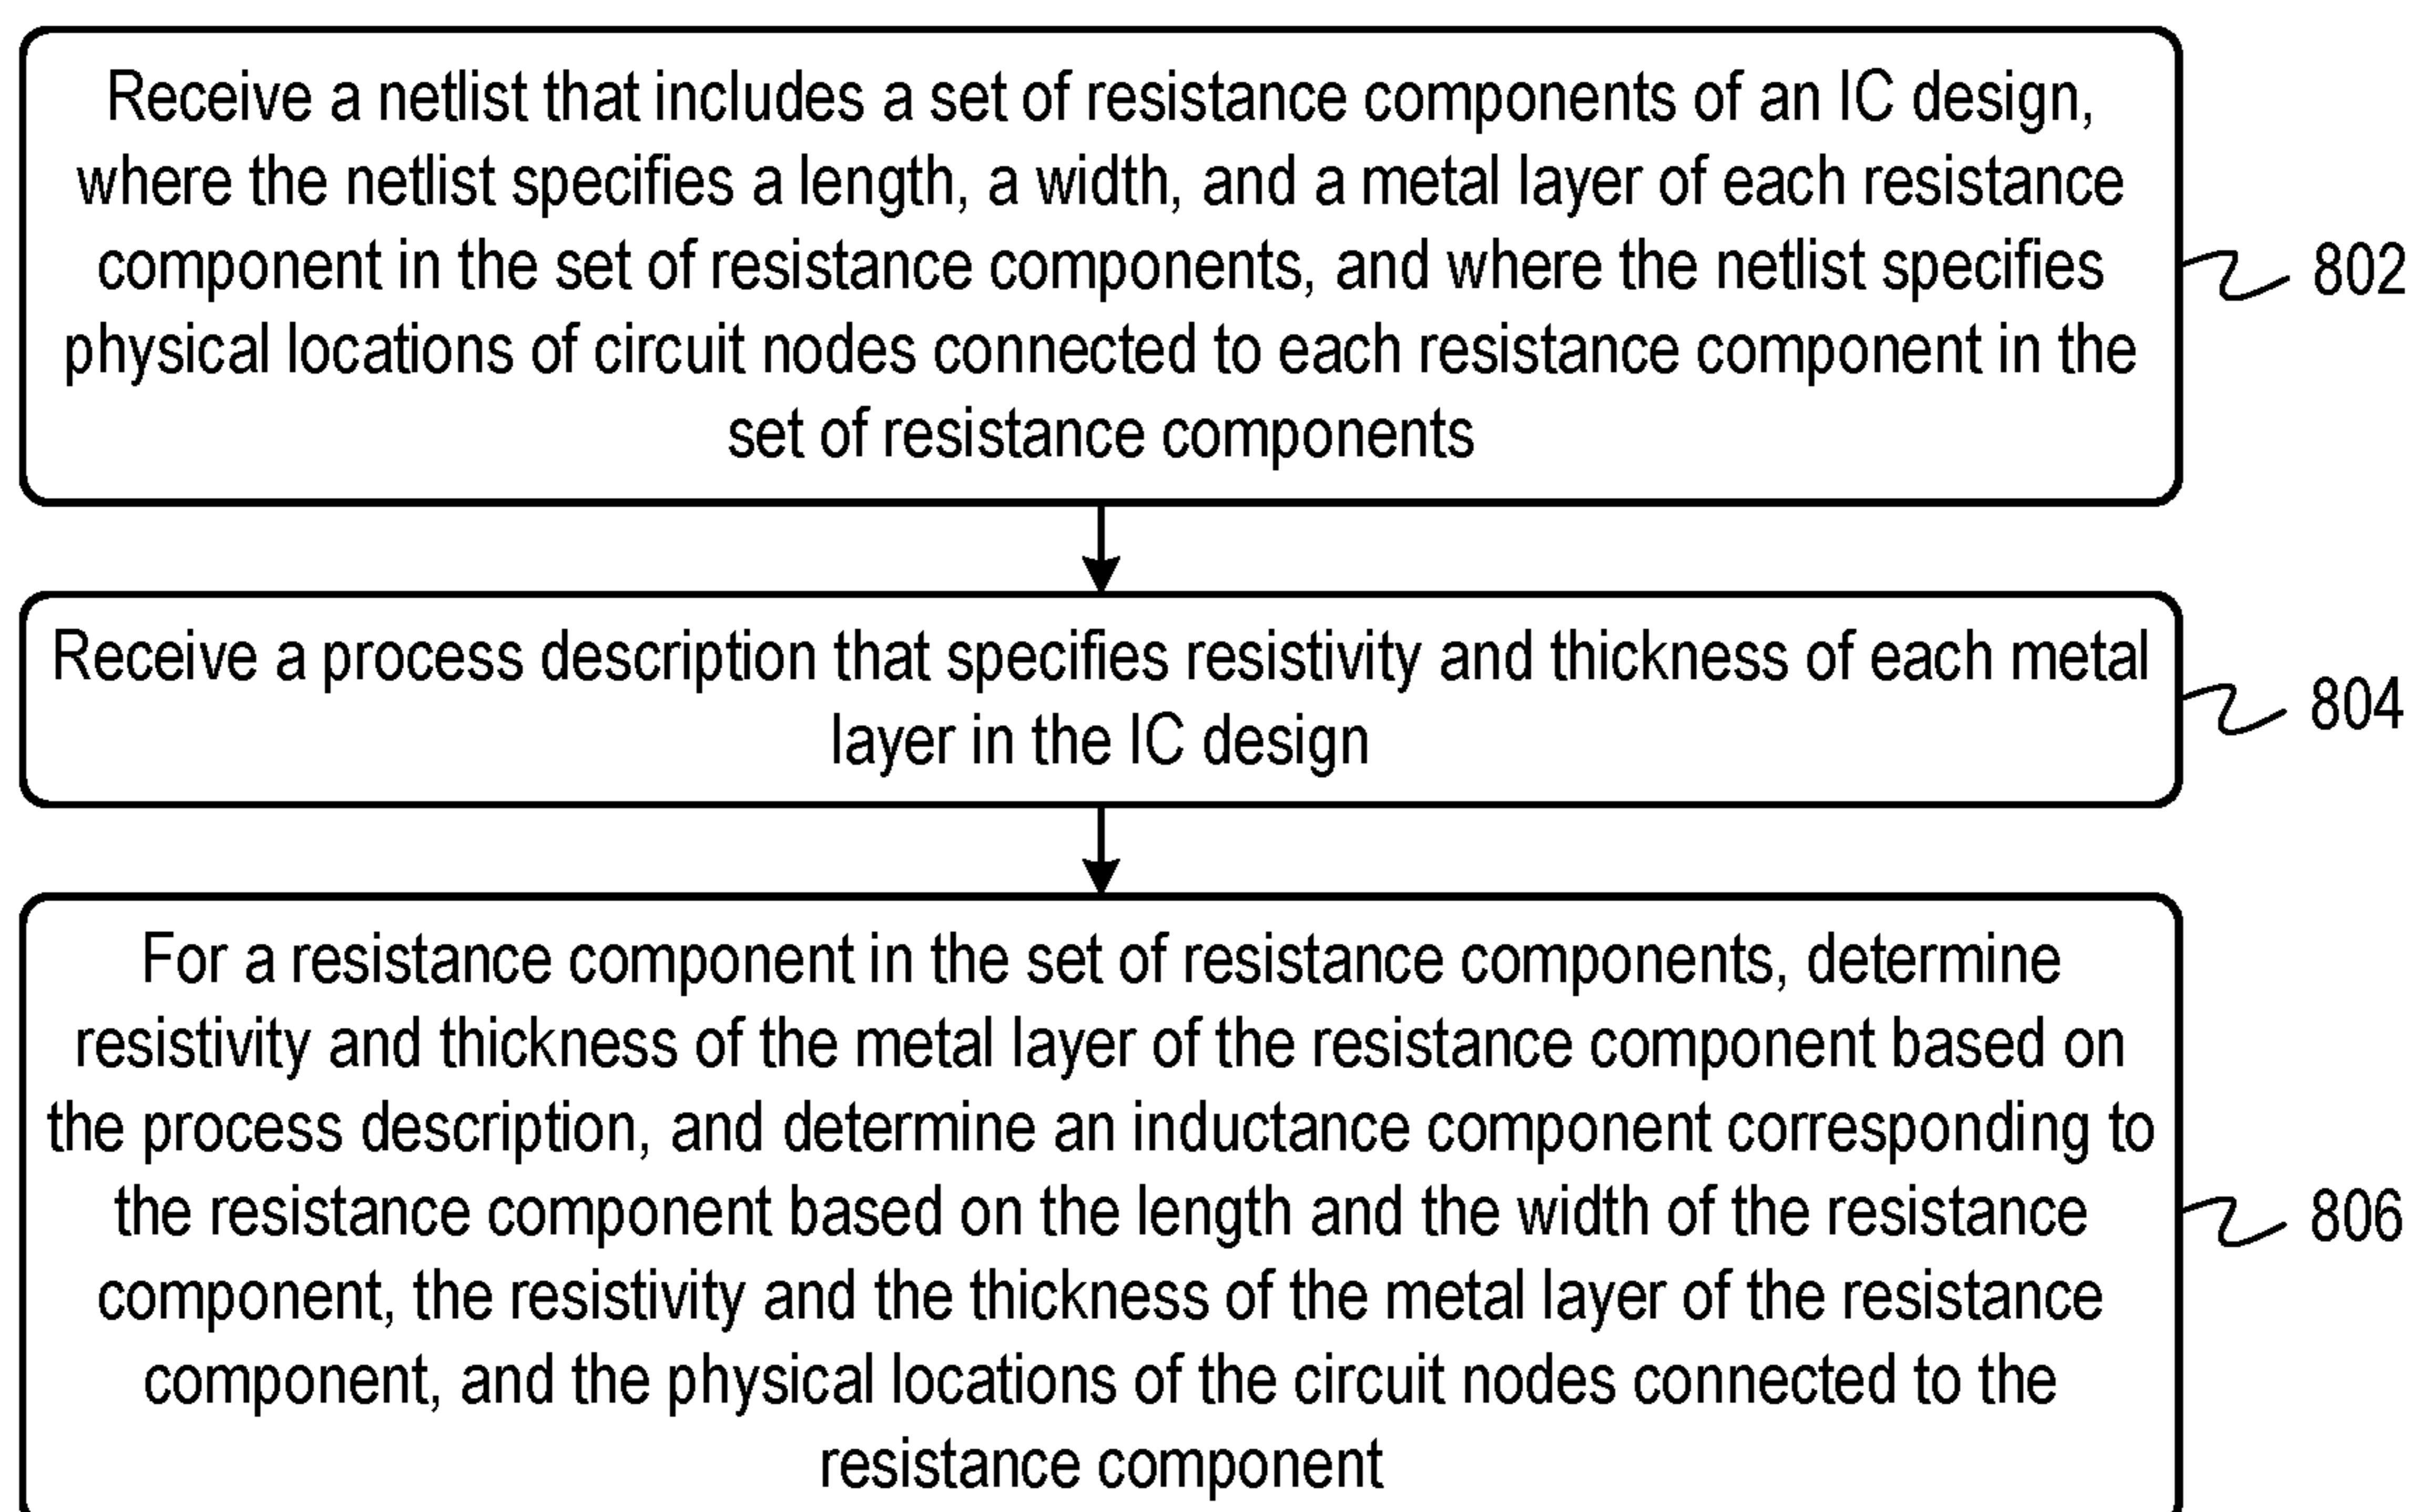 Receive a netlist that includes a set of resistance components of an IC design,
where the netlist specifies a length, a width, and a metal layer of each resistance
component in the set of resistance components, and where the netlist specifies
physical locations of circuit nodes connected to each resistance component in the
set of resistance components
802
Receive a process description that specifies resistivity and thickness of each metal
layer in the IC design
804
For a resistance component in the set of resistance components, determine
resistivity and thickness of the metal layer of the resistance component based on
the process description, and determine an inductance component corresponding to
the resistance component based on the length and the width of the resistance
component, the resistivity and the thickness of the metal layer of the resistance
component, and the physical locations of the circuit nodes connected to the
resistance component
806